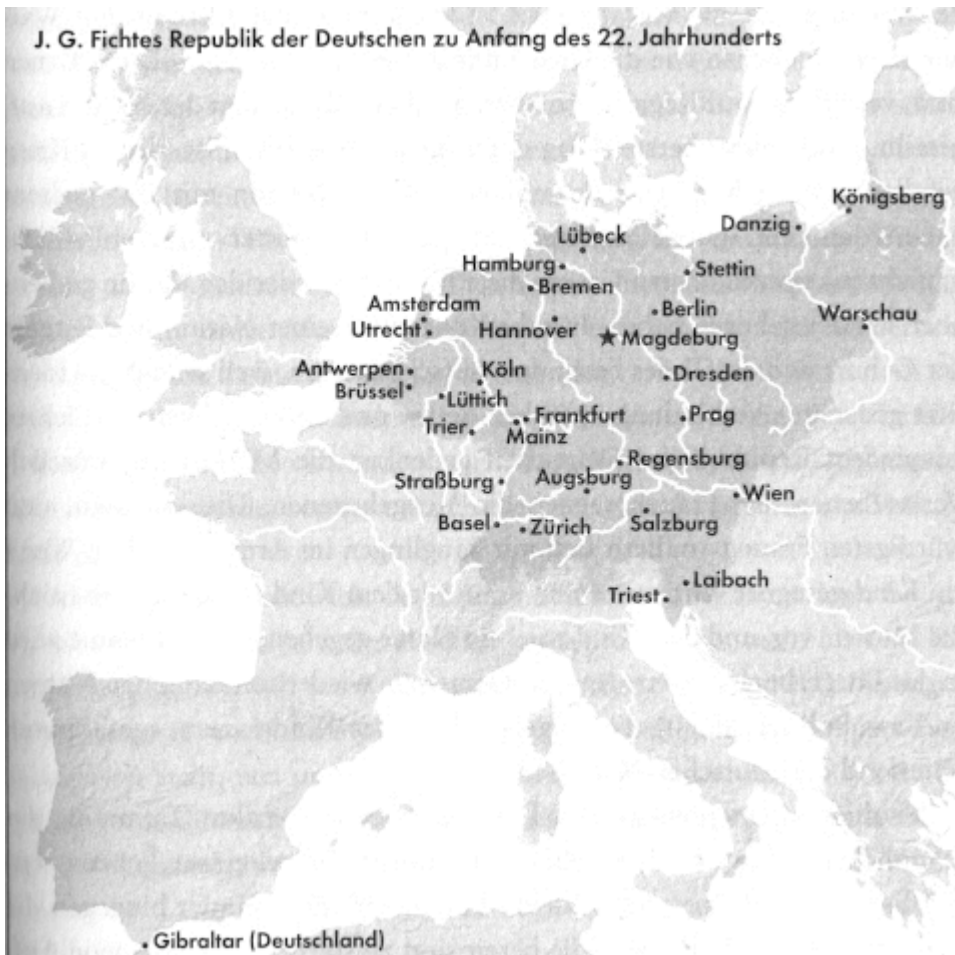 J. G. Fichtes Republik der Deutschen zu Anfang des 22. Jahrhunderts
Königsberg
Danzig
Lübeck
Hamburg
Stettin
Bremen
Amsterdam
Berlin
Warschau
Utrecht
Hannover
Magdeburg
Antwerpen
Köln
Dresden
Brüssel
Lüttich
Frankfurt
Prag
Trier
Mainz
Regensburg
Straßburg
Augsburg
Wien
Basel
Zürich
Salzburg
Laibach
Triest
Gibraltar (Deutschland)